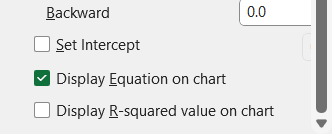 Backward 0.0
Set Intercept
Display Equation on chart
Display R-squared value on chart